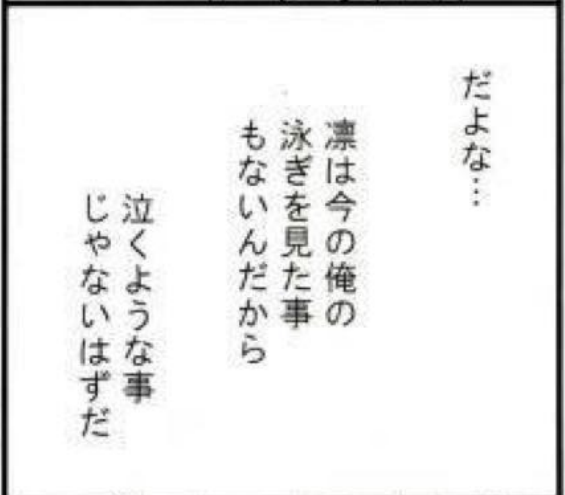 だよな…
凛は今の俺の
泳ぎを見た事
もないんだから
泣くような事
じゃないはずだ